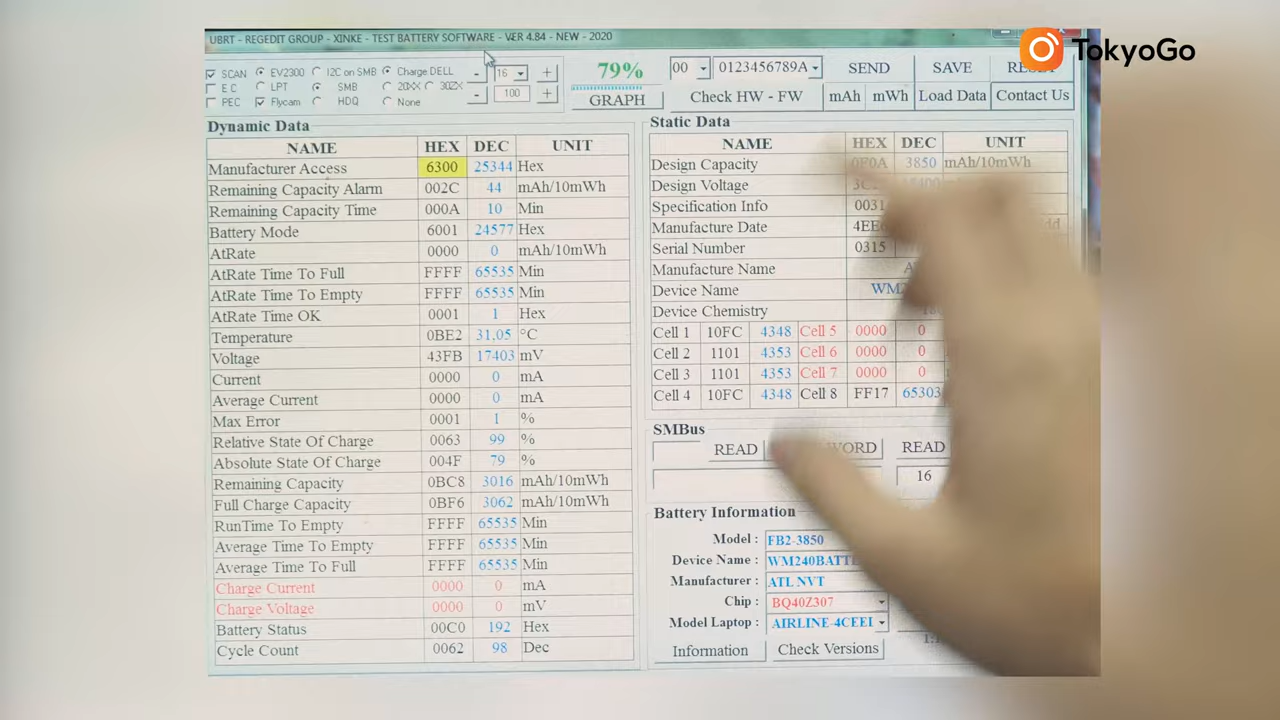 UBRT - REGEDIT GROUP - XINKE - TEST BATTERY SOFTWARE - VER 4.84 - NEW - 2020
TokyoGo
SCAN EV2300 I2C on SMB Charge DELL - 16 +
E C LPT SMB 20XX 302X
PEC Flycam HDQ None - 100 +
79%
GRAPH
00 0123456789A SEND SAVE
Check HW - FW mAh mWh Load Data Contact Us
Dynamic Data
NAME HEX DEC UNIT
Manufacturer Access 6300 25344 Hex
Remaining Capacity Alarm 002C 44 mAh/10mWh
Remaining Capacity Time 000A 10 Min
Battery Mode 6001 24577 Hex
AtRate 0000 0 mAh/10mWh
AtRate Time To Full FFFF 65535 Min
AtRate Time To Empty FFFF 65535 Min
AtRate Time OK 0001 1 Hex
Temperature 0BE2 31,05 °C
Voltage 43FB 17403 mV
Current 0000 0 mA
Average Current 0000 0 mA
Max Error 0001 1 %
Relative State Of Charge 0063 99 %
Absolute State Of Charge 004F 79 %
Remaining Capacity 0BC8 3016 mAh/10mWh
Full Charge Capacity 0BF6 3062 mAh/10mWh
RunTime To Empty FFFF 65535 Min
Average Time To Empty FFFF 65535 Min
Average Time To Full FFFF 65535 Min
Charge Current 0000 0 mA
Charge Voltage 0000 0 mV
Battery Status 00C0 192 Hex
Cycle Count 0062 98 Dec
Static Data
NAME HEX DEC UNIT
Design Capacity 0F0A 3850 mAh/10mWh
Design Voltage
Specification Info 0031
Manufacture Date
Serial Number 0315
Manufacture Name
Device Name
Device Chemistry
Cell 1 10FC 4348 Cell 5 0000 0
Cell 2 1101 4353 Cell 6 0000 0
Cell 3 1101 4353 Cell 7 0000 0
Cell 4 10FC 4348 Cell 8 FF17 65303
SMBus
READ READ
16
Battery Information
Model : FB2-3850
Device Name :
Manufacturer : ATL NVT
Chip : BQ40Z307
Model Laptop : AIRLINE-4CEEI
Information Check Versions